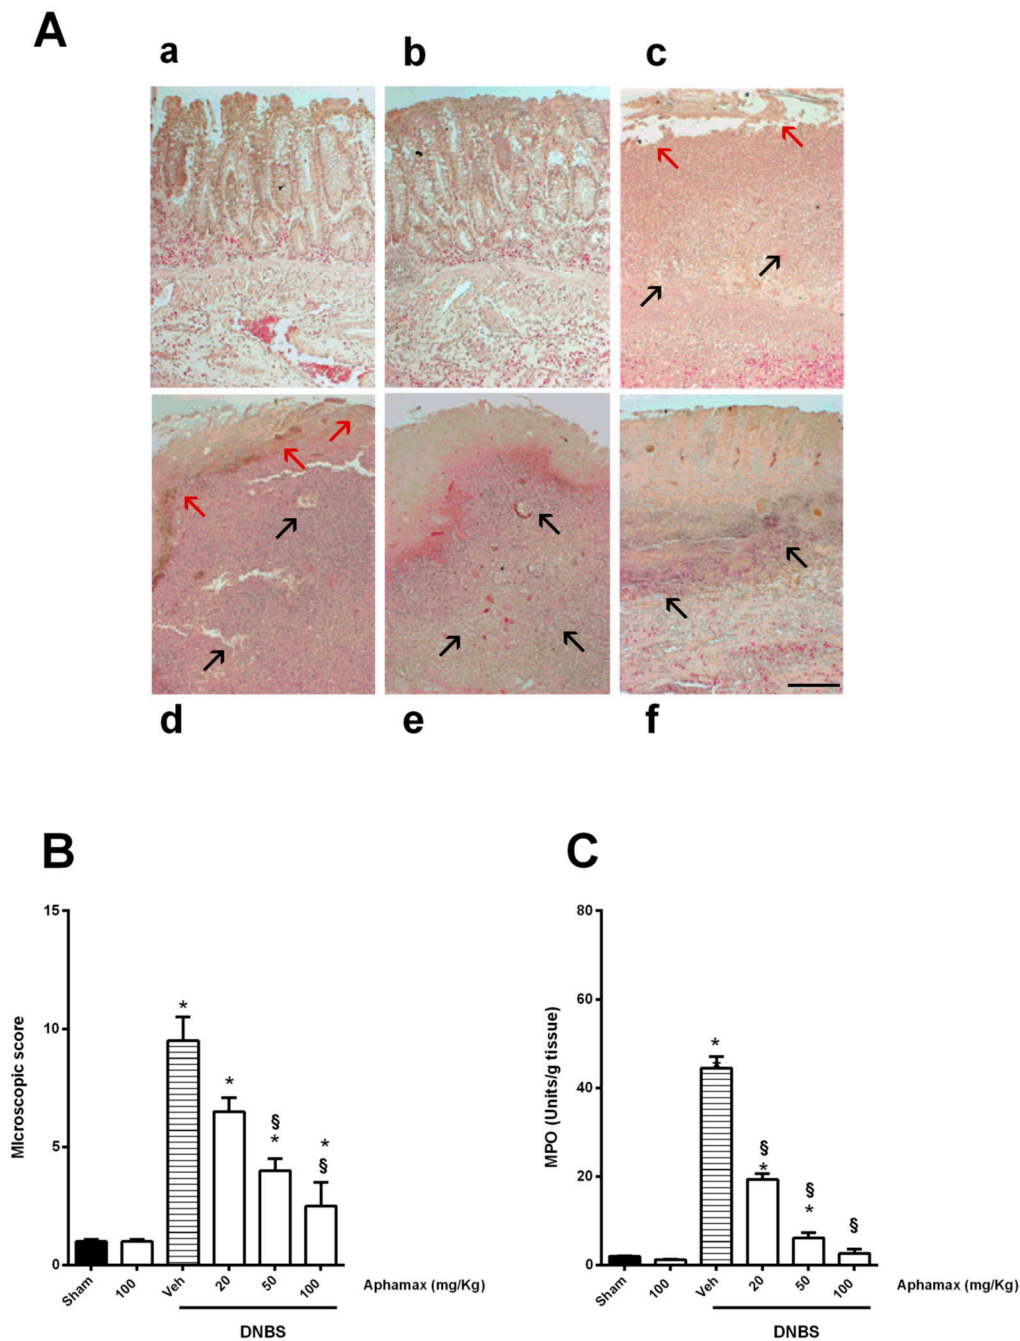 A
a b c
d e f
B
15
10
5
0
MIcroscopic score
*
*
§
*
*
§
Sham 100 Veh 20 50 100 Aphamax (mg/Kg)
DNBS
C
80
60
40
20
0
MPO (Units/g tissue)
*
§
*
§
*
§
Sham 100 Veh 20 50 100 Aphamax (mg/Kg)
DNBS